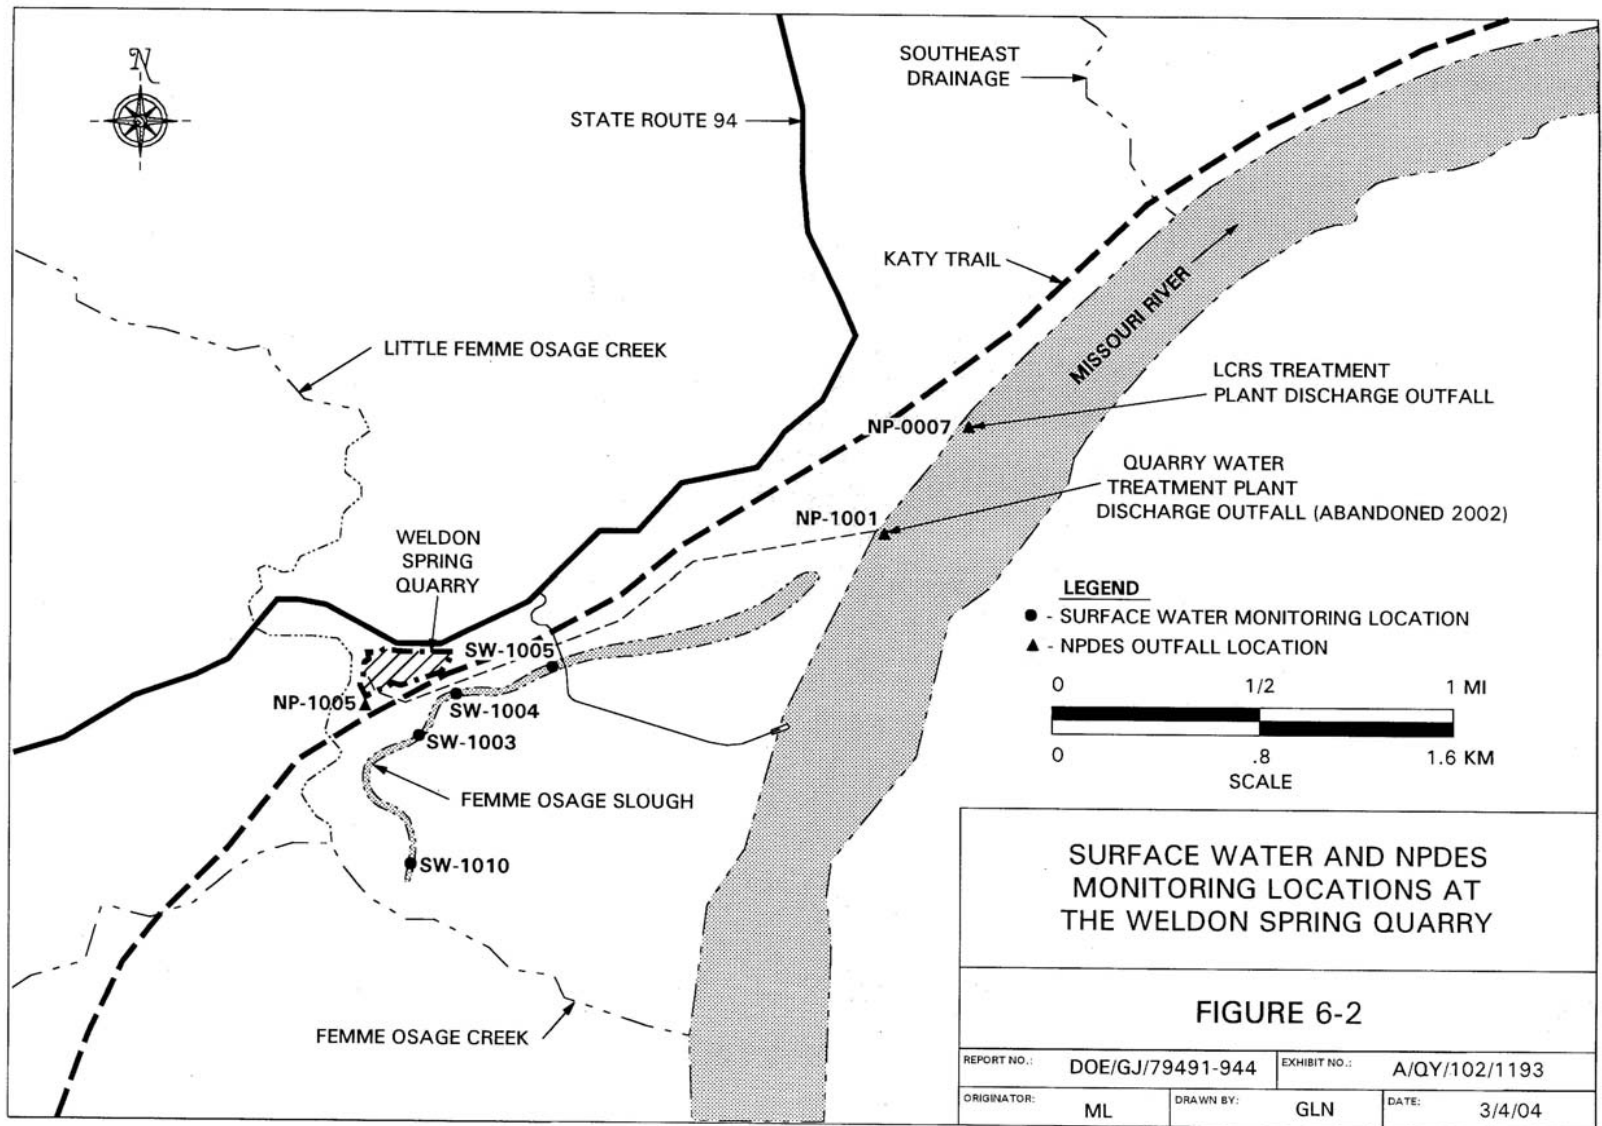 N
SOUTHEAST
DRAINAGE
STATE ROUTE 94
KATY TRAIL
MISSOURI RIVER
LITTLE FEMME OSAGE CREEK
LCRS TREATMENT
PLANT DISCHARGE OUTFALL
NP-0007
QUARRY WATER
TREATMENT PLANT
DISCHARGE OUTFALL (ABANDONED 2002)
NP-1001
WELDON
SPRING
QUARRY
LEGEND
● - SURFACE WATER MONITORING LOCATION
▲ - NPDES OUTFALL LOCATION
SW-1005
NP-1005
SW-1004
SW-1003
0 1/2 1 MI
0 .8 1.6 KM
SCALE
FEMME OSAGE SLOUGH
SW-1010
FEMME OSAGE CREEK
SURFACE WATER AND NPDES
MONITORING LOCATIONS AT
THE WELDON SPRING QUARRY
FIGURE 6-2
REPORT NO.: DOE/GJ/79491-944 EXHIBIT NO.: A/QY/102/1193
ORIGINATOR: ML DRAWN BY: GLN DATE: 3/4/04